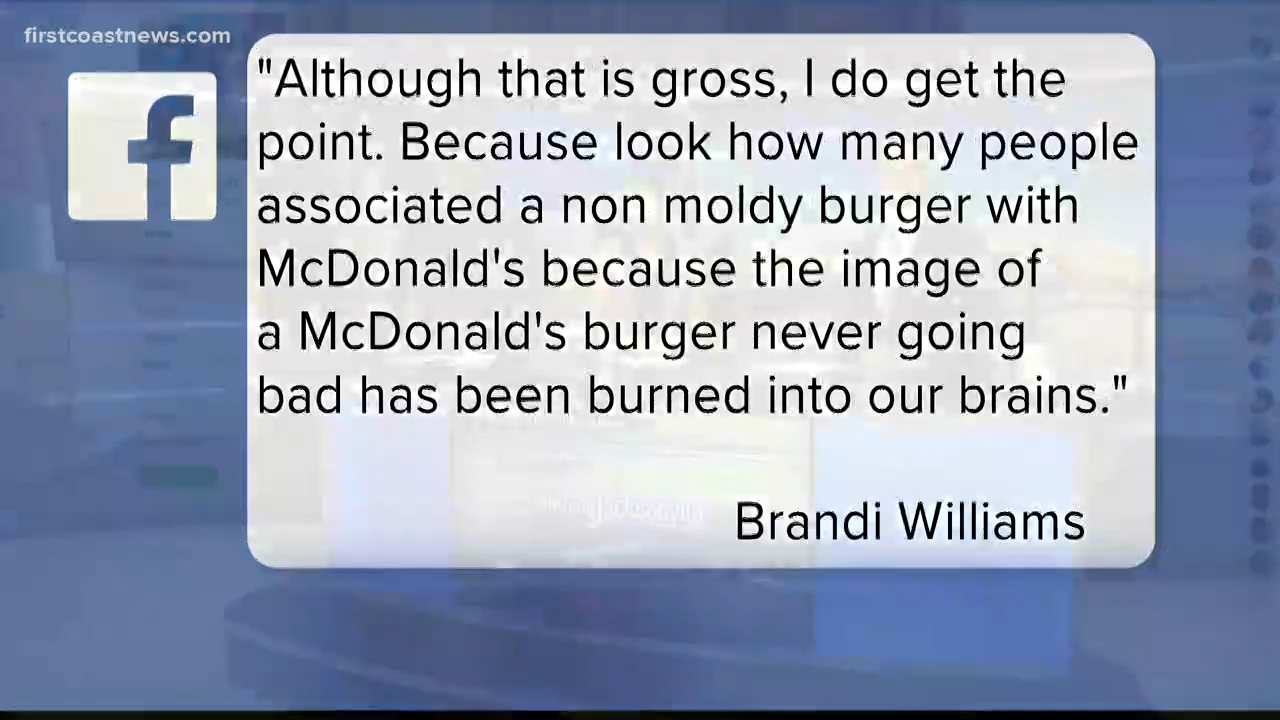 firstcoastnews.com
"Although that is gross, I do get the
point. Because look how many people
associated a non moldy burger with
McDonald's because the image of
a McDonald's burger never going
bad has been burned into our brains."
Brandi Williams